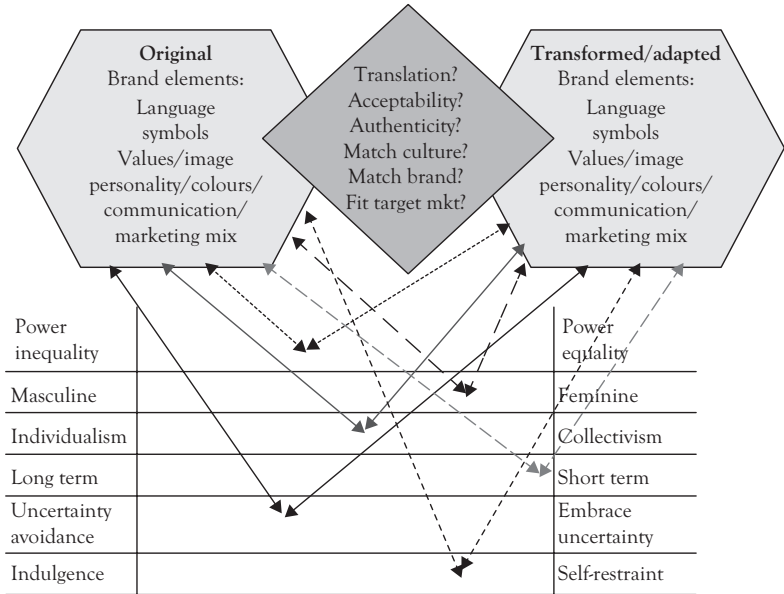 Original
Brand elements:
Language
symbols
Values/image
personality/colours/
communication/
marketing mix
Translation?
Acceptability?
Authenticity?
Match culture?
Match brand?
Fit target mkt?
Transformed/adapted
Brand elements:
Language
symbols
Values/image
personality/colours/
communication/
marketing mix
Power
inequality
Power
equality
Masculine
Feminine
Individualism
Collectivism
Long term
Short term
Uncertainty
avoidance
Embrace
uncertainty
Indulgence
Self-restraint